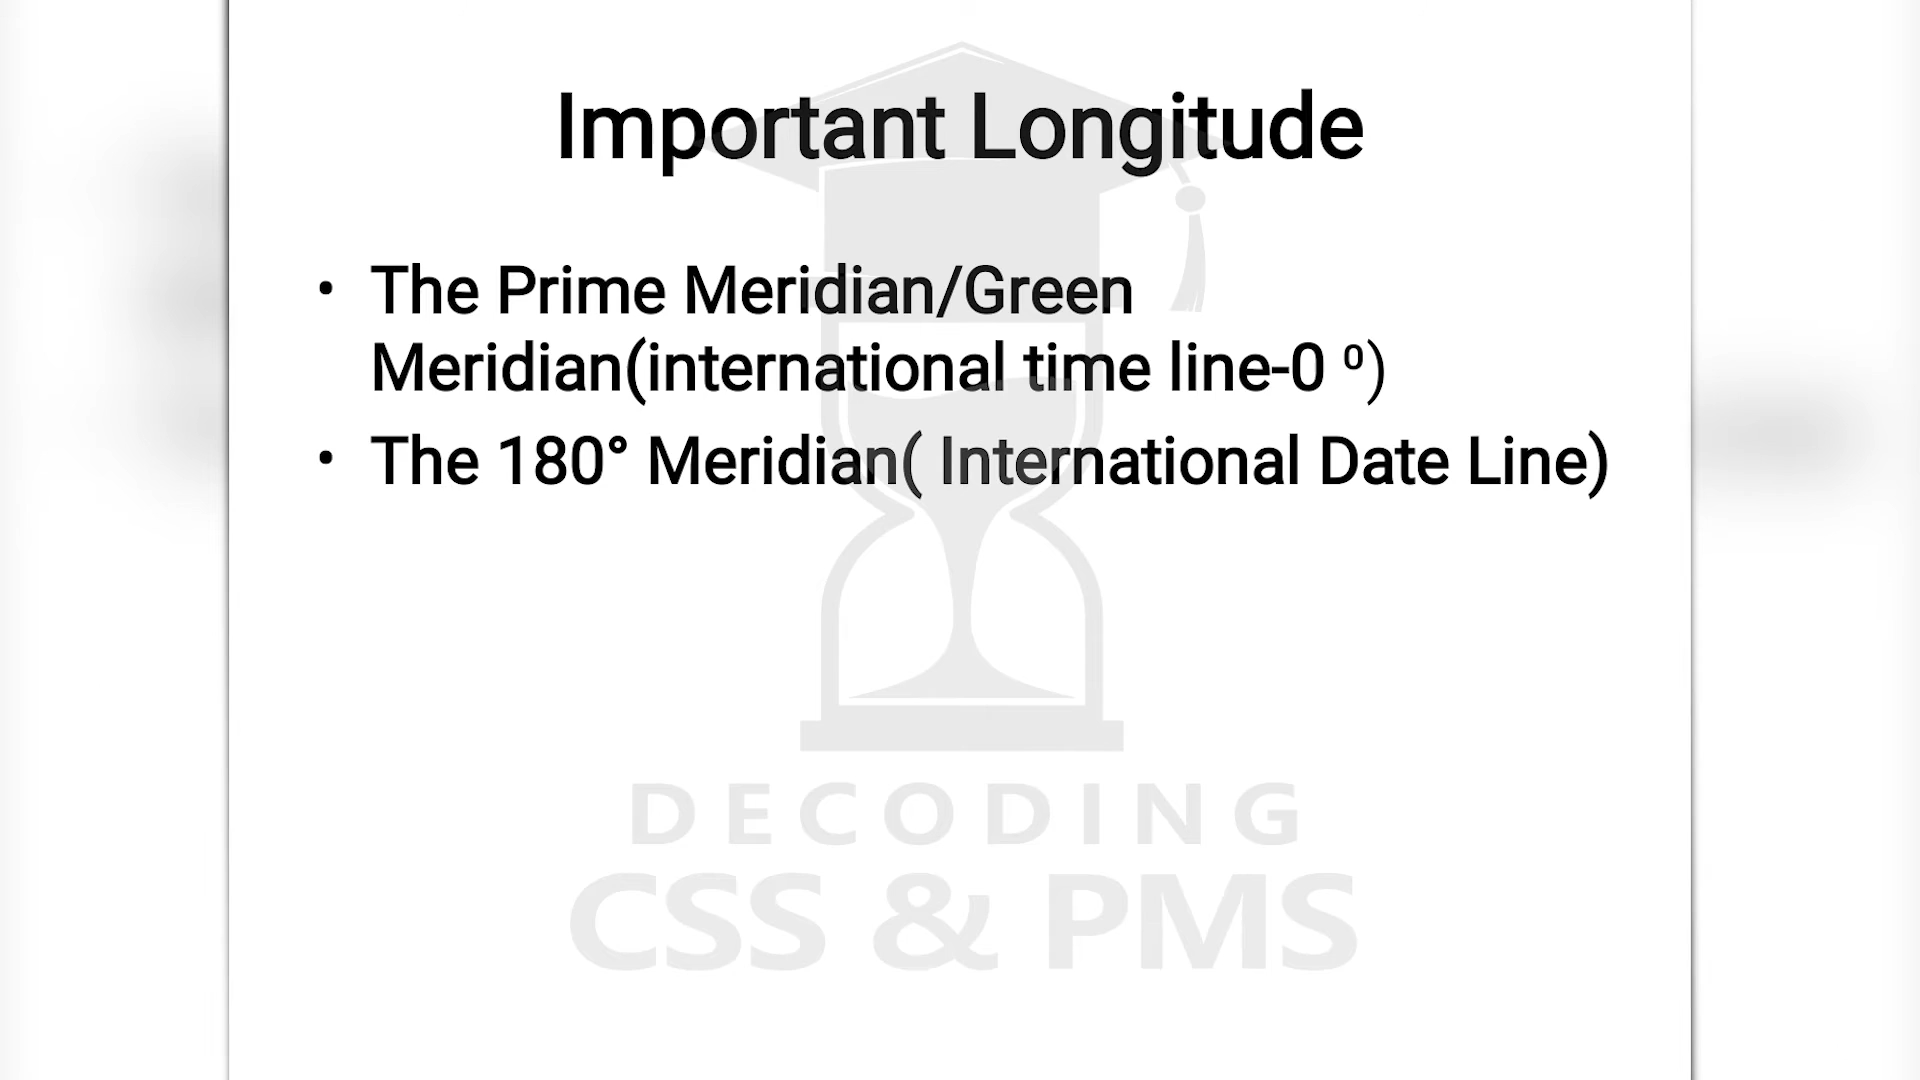 Important Longitude
• The Prime Meridian/Green
Meridian(international time line-0 ⁰)
• The 180° Meridian( International Date Line)
DECODING
CSS & PMS